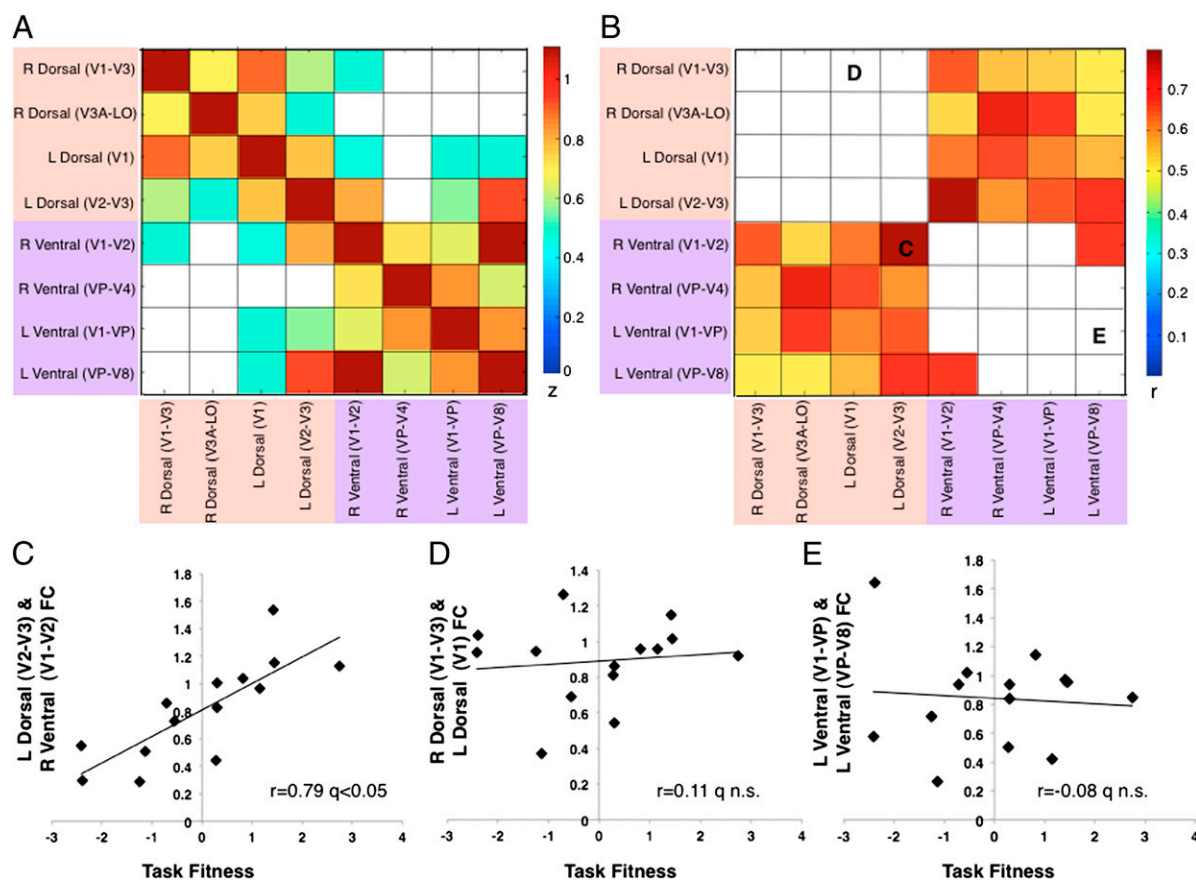 A
B
R Dorsal (V1-V3)
R Dorsal (V3A-LO)
L Dorsal (V1)
L Dorsal (V2-V3)
R Ventral (V1-V2)
R Ventral (VP-V4)
L Ventral (V1-VP)
L Ventral (VP-V8)
R Dorsal (V1-V3)
R Dorsal (V3A-LO)
L Dorsal (V1)
L Dorsal (V2-V3)
R Ventral (V1-V2)
R Ventral (VP-V4)
L Ventral (V1-VP)
L Ventral (VP-V8)
1
0.8
0.6
0.4
0.2
0
z
R Dorsal (V1-V3)
R Dorsal (V3A-LO)
L Dorsal (V1)
L Dorsal (V2-V3)
R Ventral (V1-V2)
R Ventral (VP-V4)
L Ventral (V1-VP)
L Ventral (VP-V8)
D
C
E
R Dorsal (V1-V3)
R Dorsal (V3A-LO)
L Dorsal (V1)
L Dorsal (V2-V3)
R Ventral (V1-V2)
R Ventral (VP-V4)
L Ventral (V1-VP)
L Ventral (VP-V8)
0.7
0.6
0.5
0.4
0.3
0.2
0.1
r
C
L Dorsal (V2-V3) &
R Ventral (V1-V2) FC
1.8
1.6
1.4
1.2
1
0.8
0.6
0.4
0.2
0
-3 -2 -1 0 1 2 3 4
r=0.79 q<0.05
Task Fitness
D
R Dorsal (V1-V3) &
L Dorsal (V1) FC
1.4
1.2
1
0.8
0.6
0.4
0.2
0
-3 -2 -1 0 1 2 3 4
r=0.11 q n.s.
Task Fitness
E
L Ventral (V1-VP) &
L Ventral (VP-V8) FC
1.8
1.6
1.4
1.2
1
0.8
0.6
0.4
0.2
0
-3 -2 -1 0 1 2 3 4
r=-0.08 q n.s.
Task Fitness